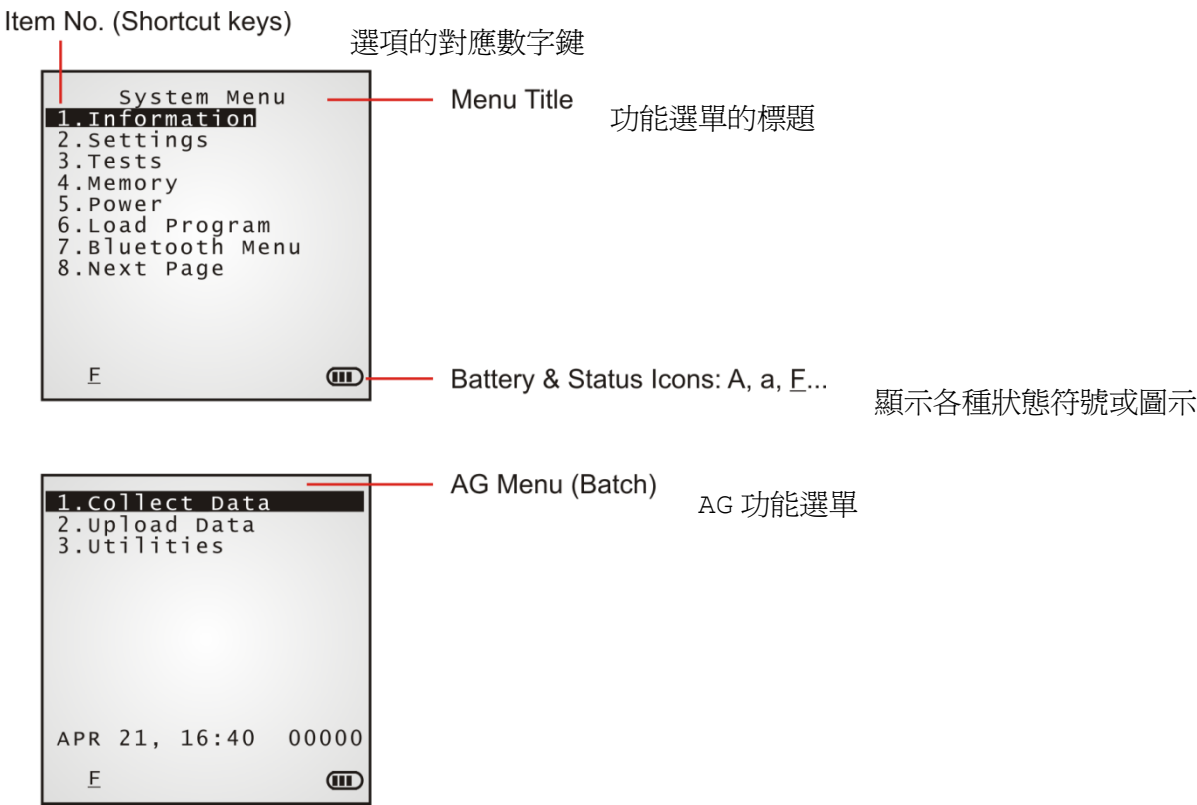 Item No. (Shortcut keys)
選項的對應數字鍵
System Menu
Menu Title
功能選單的標題
1.Information
2.Settings
3.Tests
4.Memory
5.Power
6.Load Program
7.Bluetooth Menu
8.Next Page
F
Battery & Status Icons: A, a, F...
顯示各種狀態符號或圖示
AG Menu (Batch)
AG 功能選單
1.Collect Data
2.Upload Data
3.Utilities
APR 21, 16:40 00000
F